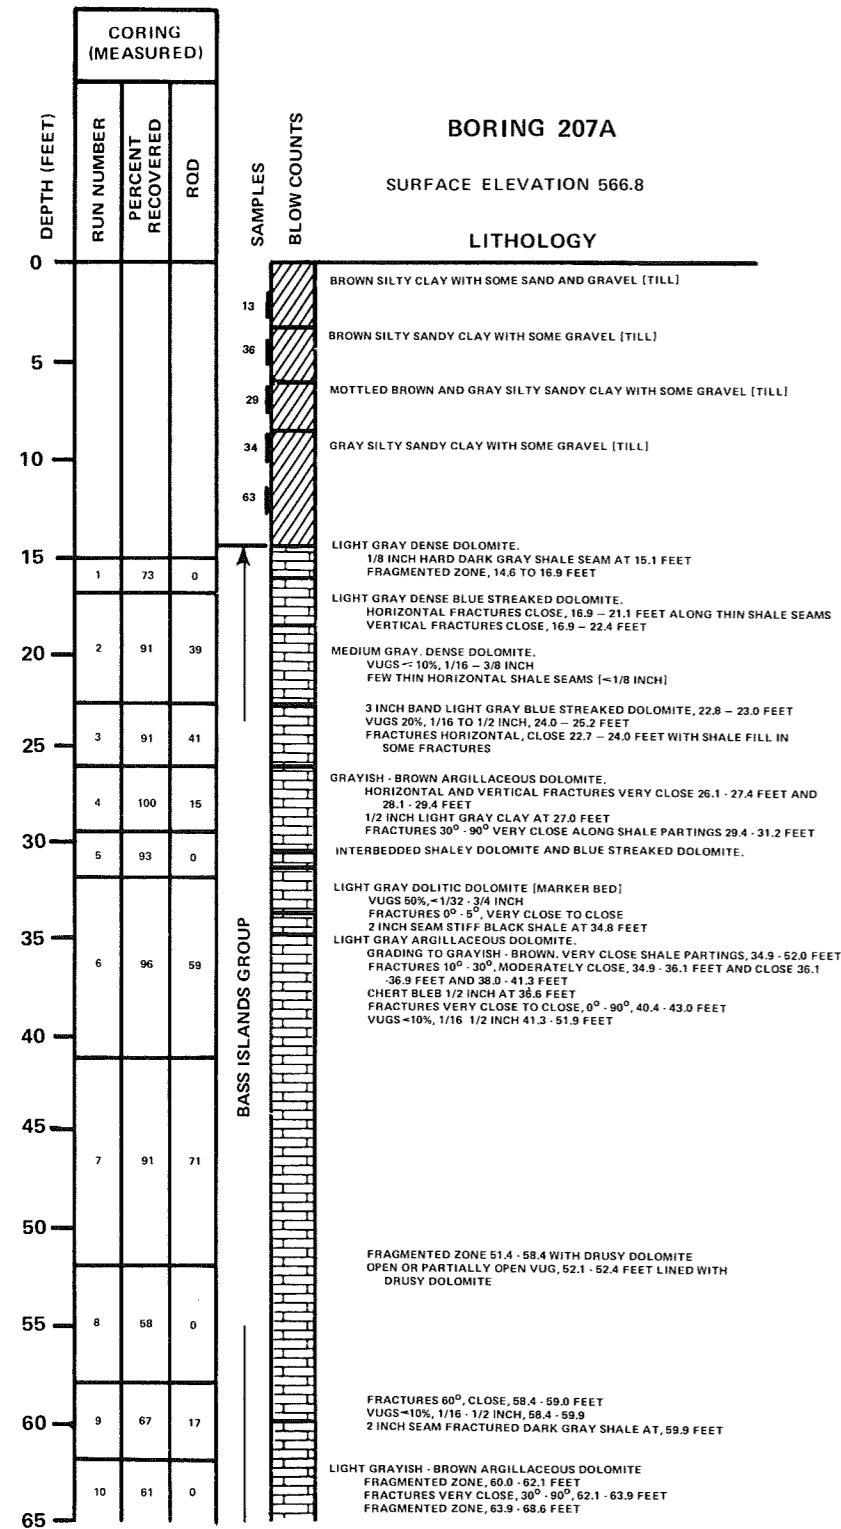 CORING
(MEASURED)
DEPTH (FEET)
RUN NUMBER
PERCENT
RECOVERED
RQD
SAMPLES
BLOW COUNTS
BORING 207A
SURFACE ELEVATION 566.8
LITHOLOGY
0
BROWN SILTY CLAY WITH SOME SAND AND GRAVEL [TILL]
13
BROWN SILTY SANDY CLAY WITH SOME GRAVEL [TILL]
36
5
MOTTLED BROWN AND GRAY SILTY SANDY CLAY WITH SOME GRAVEL [TILL]
29
GRAY SILTY SANDY CLAY WITH SOME GRAVEL [TILL]
34
10
63
LIGHT GRAY DENSE DOLOMITE.
15
1/8 INCH HARD DARK GRAY SHALE SEAM AT 15.1 FEET
1 73 0
FRAGMENTED ZONE, 14.6 TO 16.9 FEET
LIGHT GRAY DENSE BLUE STREAKED DOLOMITE.
HORIZONTAL FRACTURES CLOSE, 16.9 – 21.1 FEET ALONG THIN SHALE SEAMS
VERTICAL FRACTURES CLOSE, 16.9 – 22.4 FEET
20
2 91 39
MEDIUM GRAY. DENSE DOLOMITE.
VUGS < 10%, 1/16 – 3/8 INCH
FEW THIN HORIZONTAL SHALE SEAMS [<1/8 INCH]
3 INCH BAND LIGHT GRAY BLUE STREAKED DOLOMITE, 22.8 – 23.0 FEET
VUGS 20%, 1/16 TO 1/2 INCH, 24.0 – 25.2 FEET
3 91 41
FRACTURES HORIZONTAL, CLOSE 22.7 – 24.0 FEET WITH SHALE FILL IN
25
SOME FRACTURES
GRAYISH - BROWN ARGILLACEOUS DOLOMITE.
HORIZONTAL AND VERTICAL FRACTURES VERY CLOSE 26.1 - 27.4 FEET AND
4 100 15
28.1 - 29.4 FEET
1/2 INCH LIGHT GRAY CLAY AT 27.0 FEET
FRACTURES 30° - 90° VERY CLOSE ALONG SHALE PARTINGS 29.4 - 31.2 FEET
30
5 93 0
INTERBEDDED SHALEY DOLOMITE AND BLUE STREAKED DOLOMITE.
LIGHT GRAY DOLITIC DOLOMITE [MARKER BED]
VUGS 50%, <1/32 - 3/4 INCH
FRACTURES 0° - 5°, VERY CLOSE TO CLOSE
2 INCH SEAM STIFF BLACK SHALE AT 34.8 FEET
35
LIGHT GRAY ARGILLACEOUS DOLOMITE.
GRADING TO GRAYISH - BROWN. VERY CLOSE SHALE PARTINGS, 34.9 - 52.0 FEET
6 96 59
FRACTURES 10° - 30°, MODERATELY CLOSE, 34.9 - 36.1 FEET AND CLOSE 36.1
-36.9 FEET AND 38.0 - 41.3 FEET
CHERT BLEB 1/2 INCH AT 36.6 FEET
FRACTURES VERY CLOSE TO CLOSE, 0° - 90°, 40.4 - 43.0 FEET
VUGS <10%, 1/16 1/2 INCH 41.3 - 51.9 FEET
40
BASS ISLANDS GROUP
45
7 91 71
50
FRAGMENTED ZONE 51.4 - 58.4 WITH DRUSY DOLOMITE
OPEN OR PARTIALLY OPEN VUG, 52.1 - 52.4 FEET LINED WITH
DRUSY DOLOMITE
55
8 58 0
FRACTURES 60°, CLOSE, 58.4 - 59.0 FEET
VUGS <10%, 1/16 - 1/2 INCH, 58.4 - 59.9
60
9 67 17
2 INCH SEAM FRACTURED DARK GRAY SHALE AT, 59.9 FEET
LIGHT GRAYISH - BROWN ARGILLACEOUS DOLOMITE
FRAGMENTED ZONE, 60.0 - 62.1 FEET
10 61 0
FRACTURES VERY CLOSE, 30° - 90°, 62.1 - 63.9 FEET
FRAGMENTED ZONE, 63.9 - 68.6 FEET
65